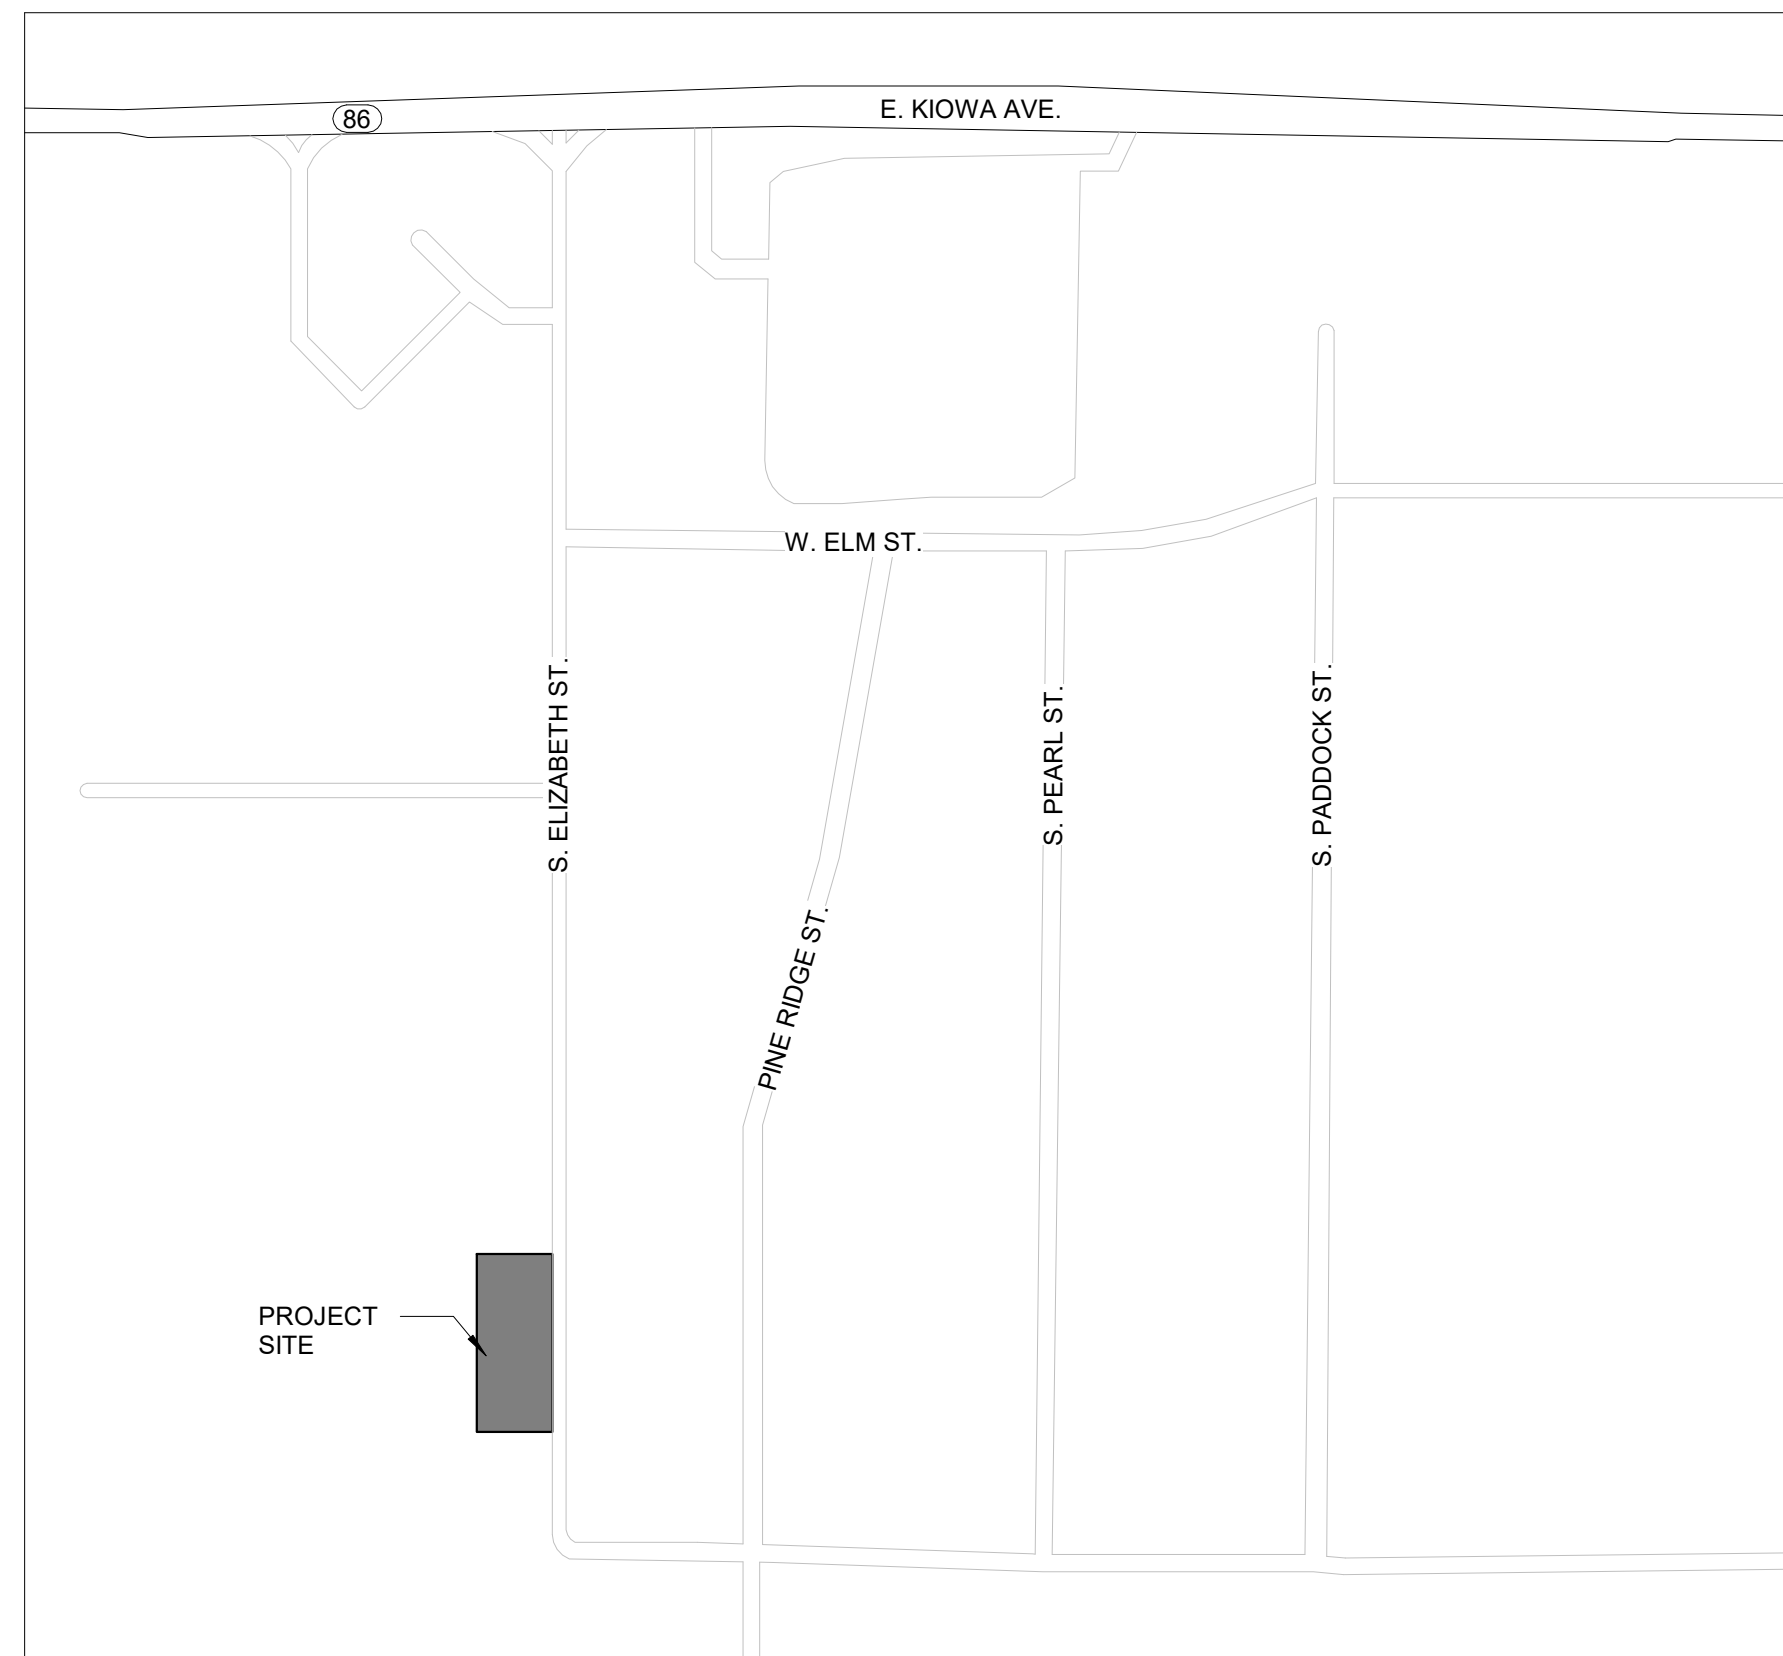 E. KIOWA AVE.
86
W. ELM ST.
S. ELIZABETH ST.
S. PEARL ST.
S. PADDOCK ST.
PINE RIDGE ST.
PROJECT
SITE